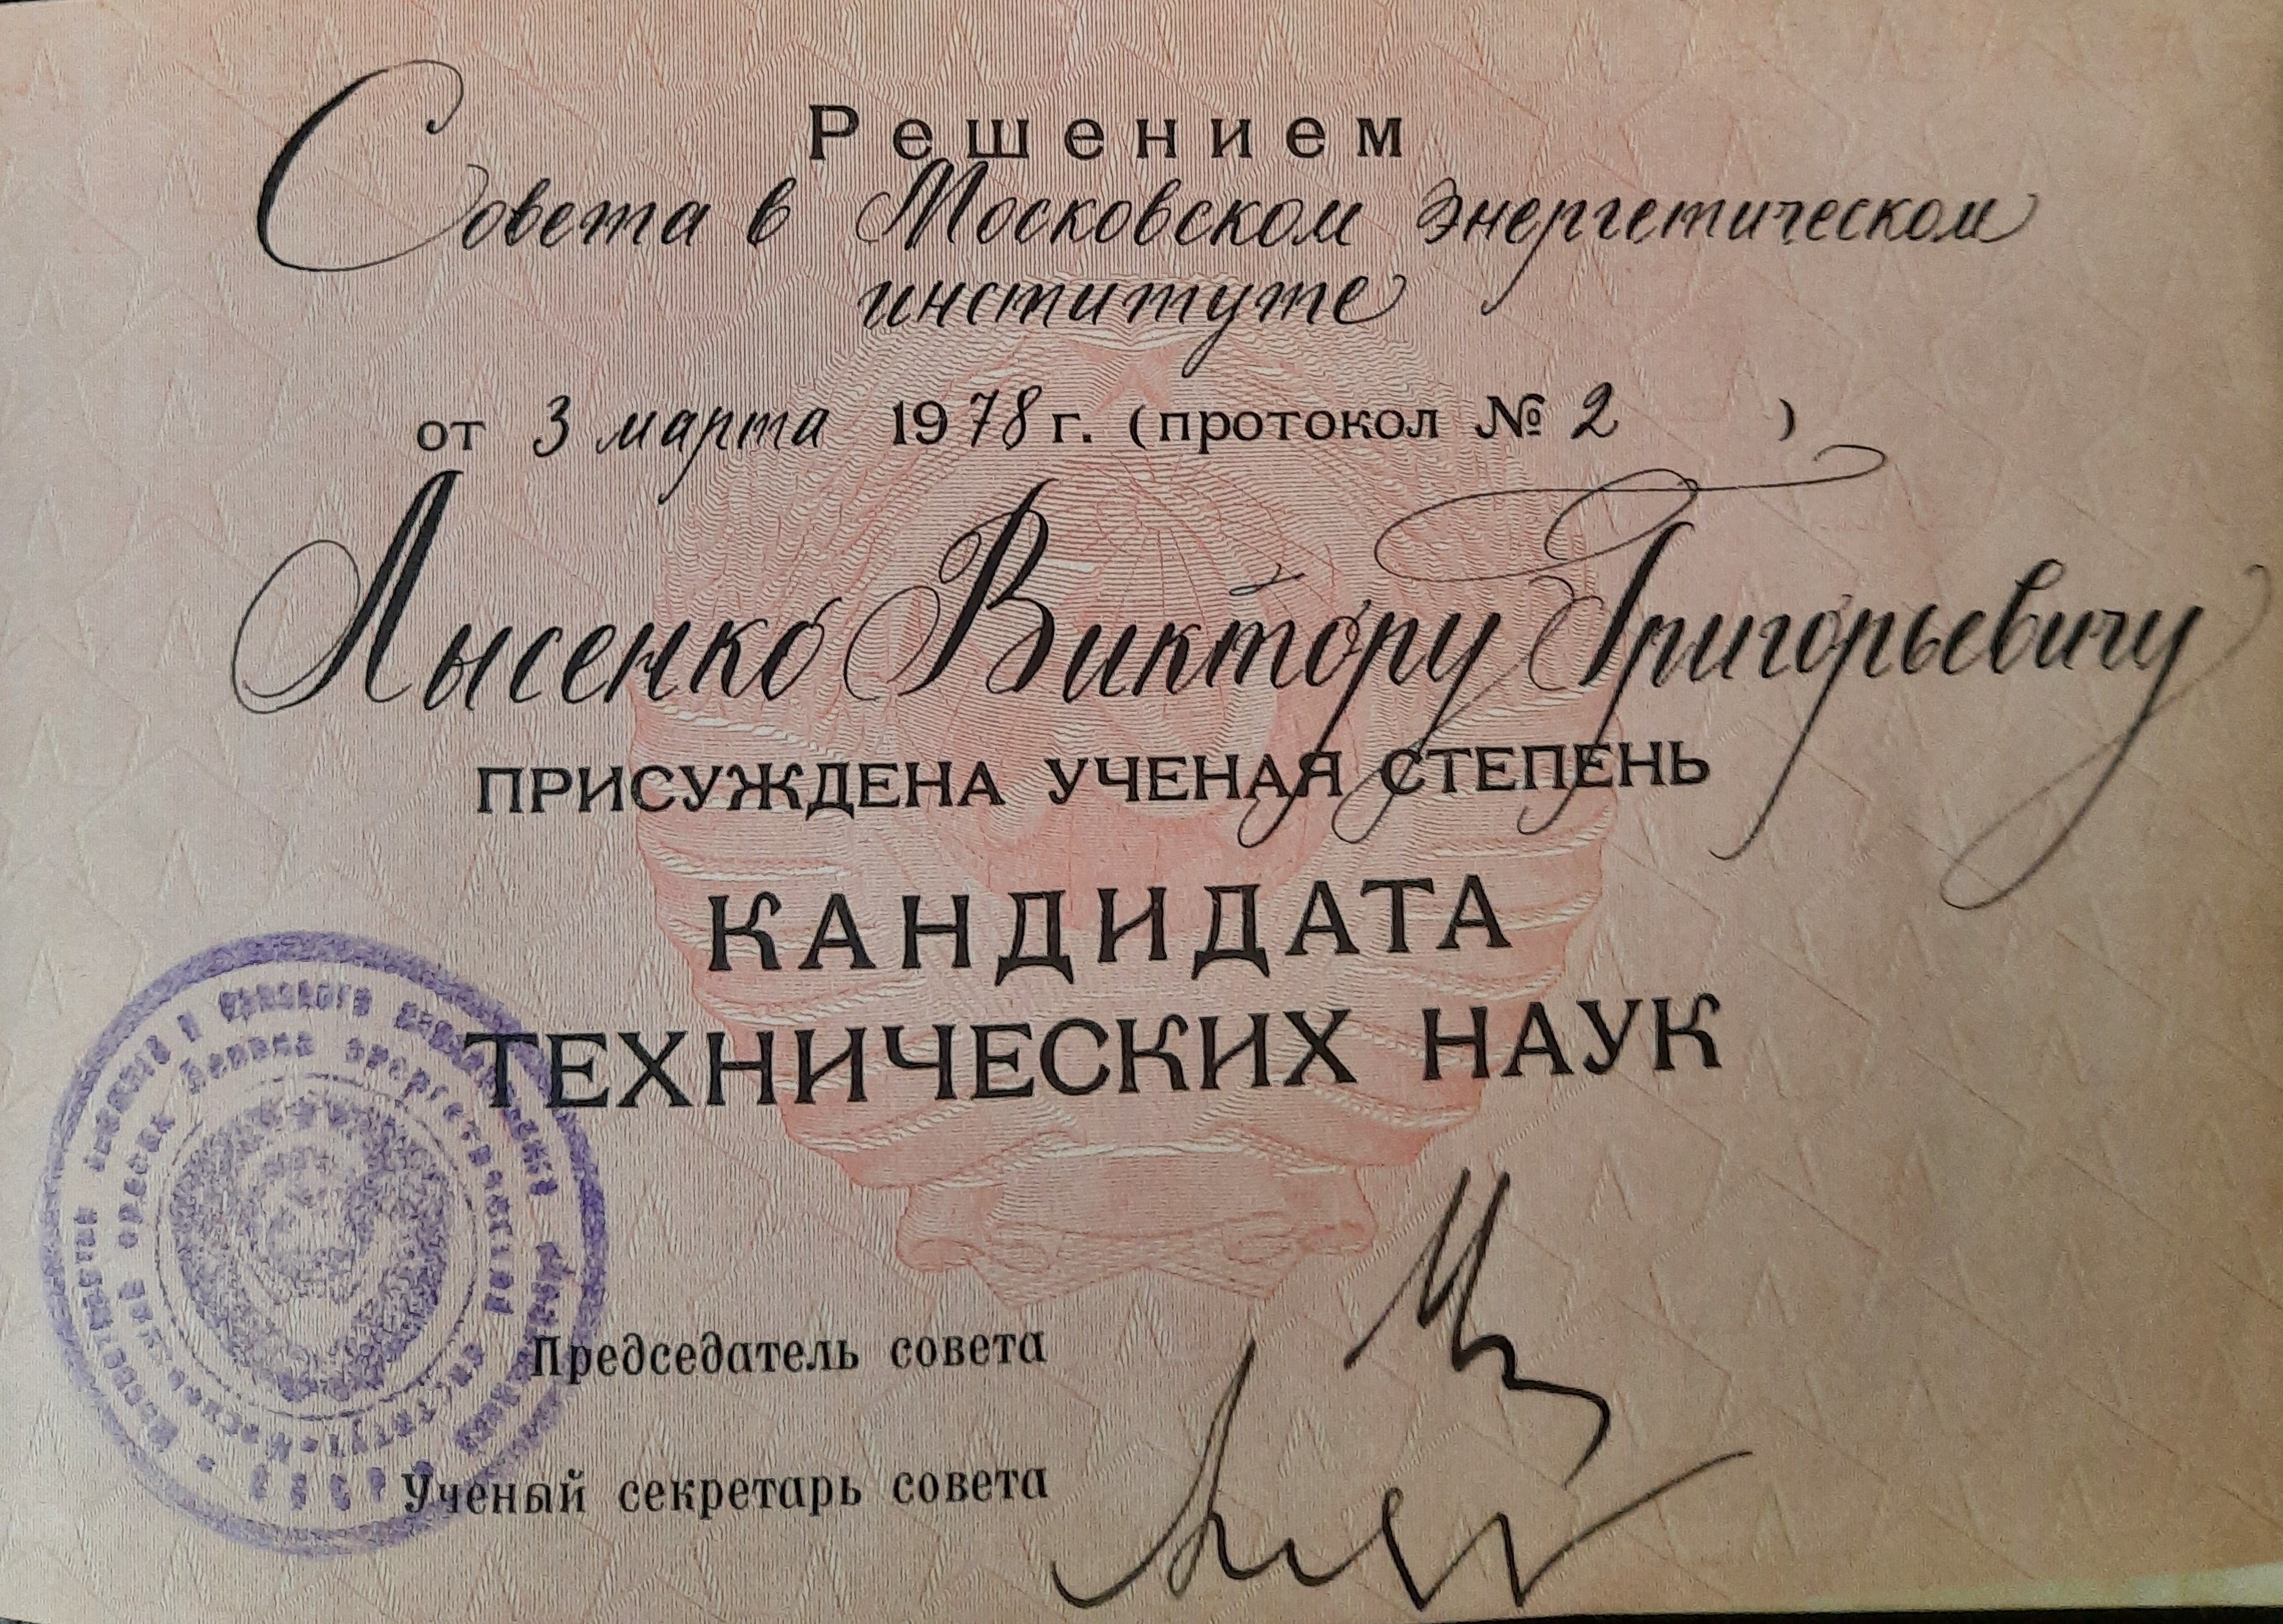 Решением
Совета в Московском энергетическом
институте
от 3 марта 1978 г. (протокол № 2 )
Лысенко Виктору Григорьевичу
ПРИСУЖДЕНА УЧЕНАЯ СТЕПЕНЬ
КАНДИДАТА
ТЕХНИЧЕСКИХ НАУК
Председатель совета
Ученый секретарь совета